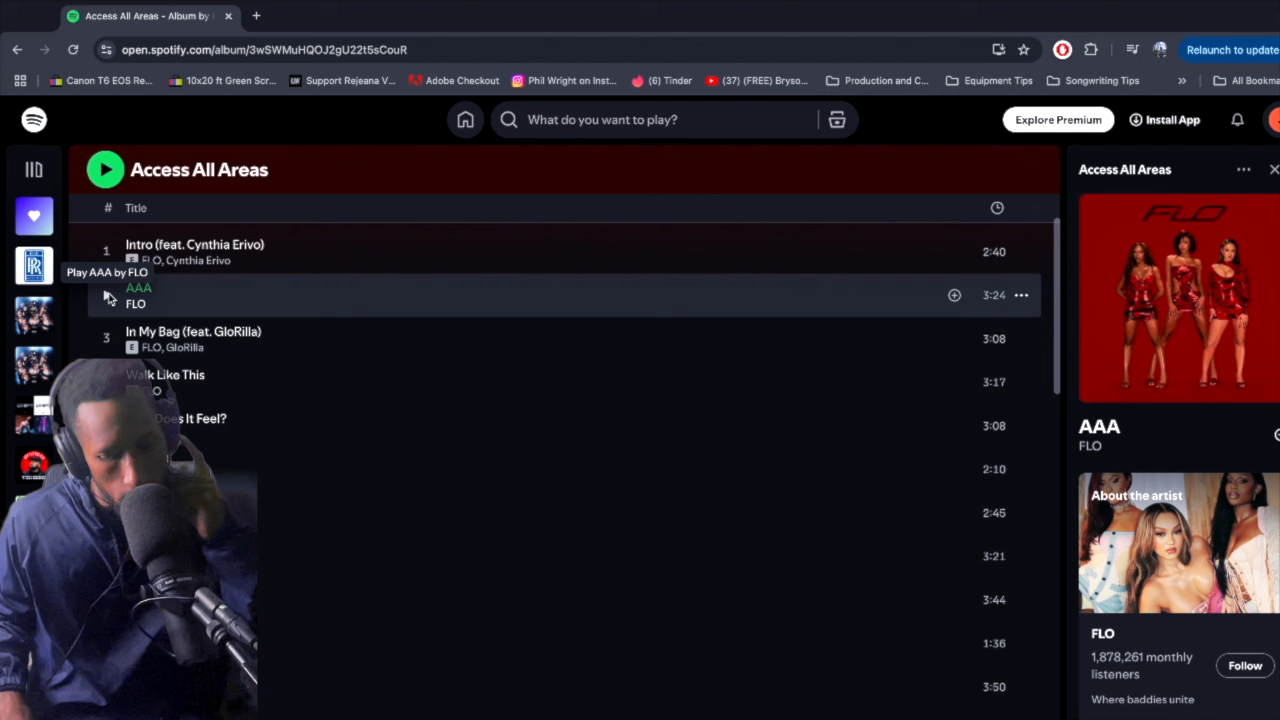 Access All Areas - Album by
open.spotify.com/album/3wSWMuHQOJ2gU22t5sCouR
Relaunch to update
Canon T6 EOS Re...
10x20 ft Green Scr...
Support Rejeana V...
Adobe Checkout
Phil Wright on Inst...
(6) Tinder
(37) (FREE) Bryso...
Production and C...
Equipment Tips
Songwriting Tips
»
All Bookma
What do you want to play?
Explore Premium
Install App
Access All Areas
# Title
1 Intro (feat. Cynthia Erivo) 2:40
E FLO, Cynthia Erivo
Play AAA by FLO
AAA
FLO 3:24
3 In My Bag (feat. GloRilla) 3:08
E FLO, GloRilla
Walk Like This 3:17
Does It Feel? 3:08
2:10
2:45
3:21
3:44
1:36
3:50
Access All Areas
FLO
AAA
FLO
About the artist
FLO
1,878,261 monthly
listeners
Follow
Where baddies unite